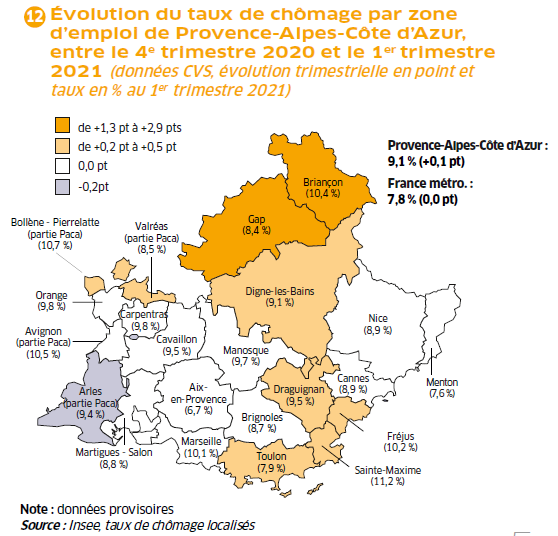 12 Évolution du taux de chômage par zone
d'emploi de Provence-Alpes-Côte d'Azur,
entre le 4e trimestre 2020 et le 1er trimestre
2021 (données CVS, évolution trimestrielle en point et
taux en % au 1er trimestre 2021)
de +1,3 pt à +2,9 pts
de +0,2 pt à +0,5 pt
0,0 pt
-0,2pt
Provence-Alpes-Côte d'Azur :
9,1 % (+0,1 pt)
France métro. :
7,8 % (0,0 pt)
Briançon
(10,4 %)
Gap
(8,4 %)
Bollène - Pierrelatte
(partie Paca)
(10,7 %)
Valréas
(partie Paca)
(8,5 %)
Digne-les-Bains
(9,1 %)
Orange
(9,8 %)
Carpentras
(9,8 %)
Nice
(8,9 %)
Avignon
(partie Paca)
(10,5 %)
Cavaillon
(9,5 %)
Manosque
(9,7 %)
Menton
(7,6 %)
Cannes
(8,9 %)
Arles
(partie Paca)
(9,4 %)
Aix-
en-Provence
(6,7 %)
Draguignan
(9,5 %)
Brignoles
(8,7 %)
Fréjus
(10,2 %)
Martigues - Salon
(8,8 %)
Marseille
(10,1 %)
Toulon
(7,9 %)
Sainte-Maxime
(11,2 %)
Note : données provisoires
Source : Insee, taux de chômage localisés